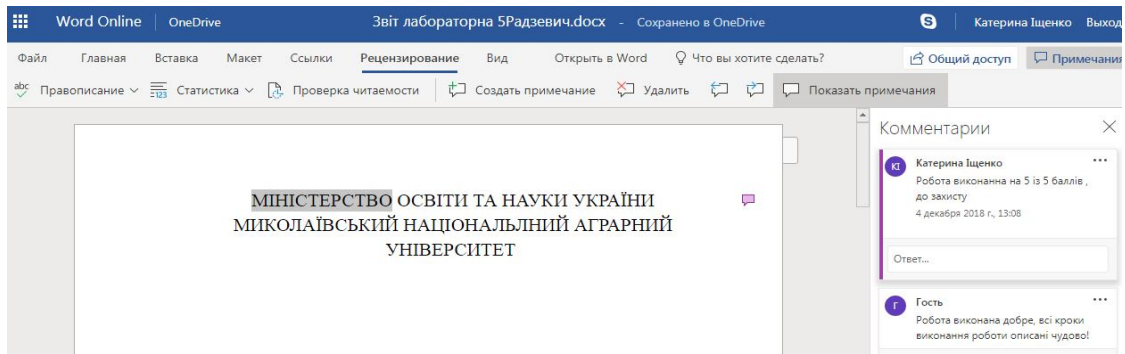 Word Online OneDrive Звіт лабораторна 5Радзевич.docx - Сохранено в OneDrive Катерина Іщенко Выход
Файл Главная Вставка Макет Ссылки Рецензирование Вид Открыть в Word Что вы хотите сделать? Общий доступ Примечания
abc Правописание 123 Статистика Проверка читаемости Создать примечание Удалить Показать примечания
Комментарии
КІ Катерина Іщенко
Робота виконанна на 5 із 5 баллів ,
до захисту
4 декабря 2018 г., 13:08
Ответ...
Г Гость
Робота виконана добре, всі кроки
виконання роботи описані чудово!
МІНІСТЕРСТВО ОСВІТИ ТА НАУКИ УКРАЇНИ
МИКОЛАЇВСЬКИЙ НАЦІОНАЛЬЛНИЙ АГРАРНИЙ
УНІВЕРСИТЕТ